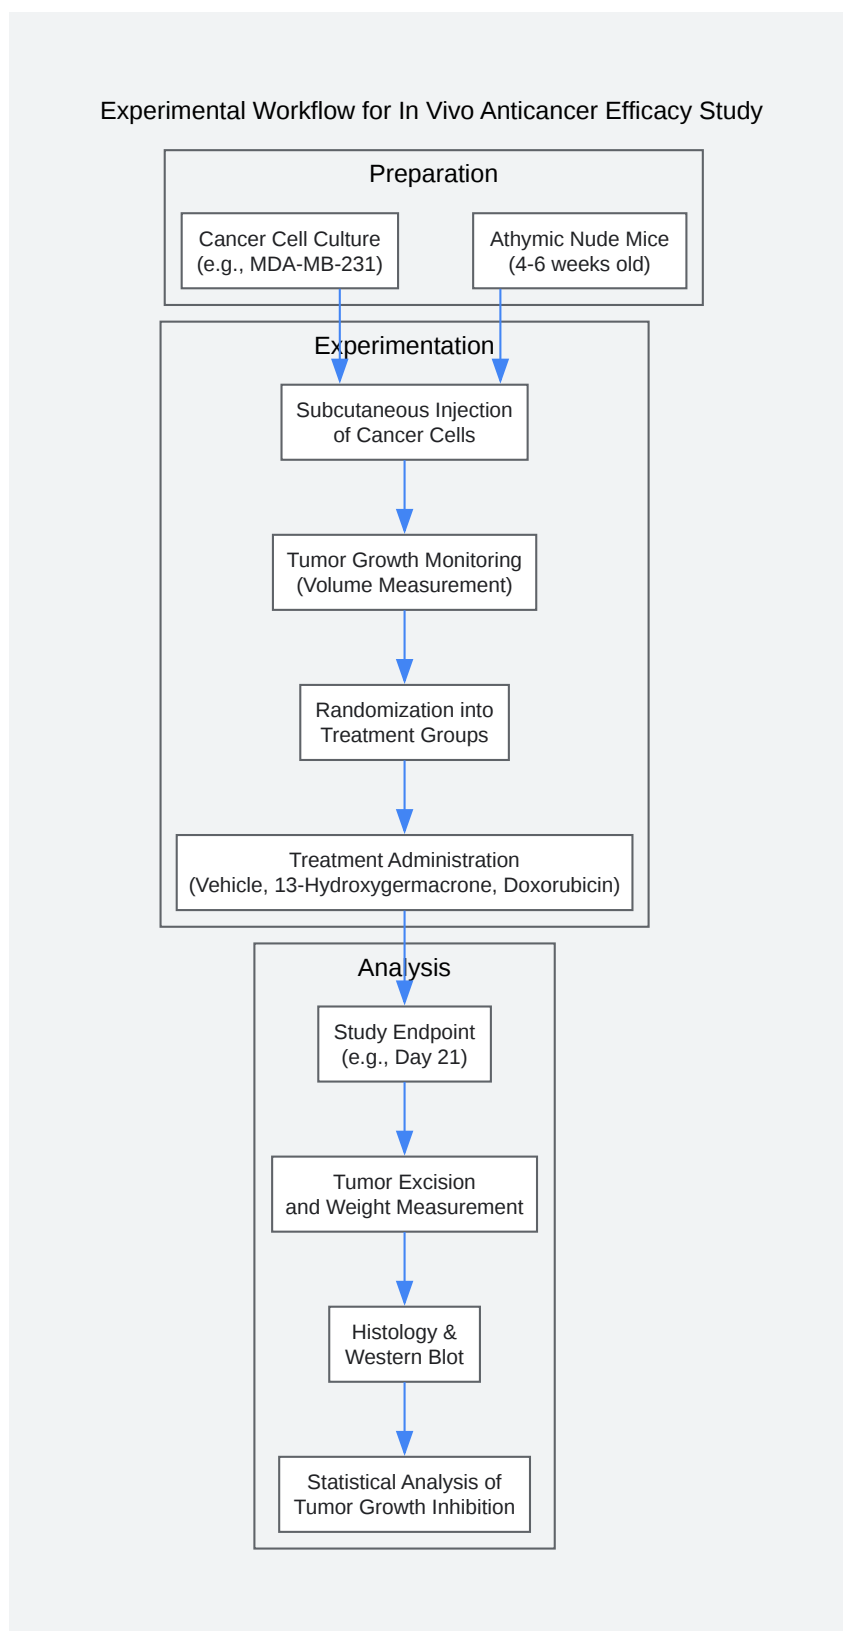 Experimental Workflow for In Vivo Anticancer Efficacy Study
Preparation
Cancer Cell Culture
(e.g., MDA-MB-231)
Athymic Nude Mice
(4-6 weeks old)
Experimentation
Subcutaneous Injection
of Cancer Cells
Tumor Growth Monitoring
(Volume Measurement)
Randomization into
Treatment Groups
Treatment Administration
(Vehicle, 13-Hydroxygermacrone, Doxorubicin)
Analysis
Study Endpoint
(e.g., Day 21)
Tumor Excision
and Weight Measurement
Histology &
Western Blot
Statistical Analysis of
Tumor Growth Inhibition